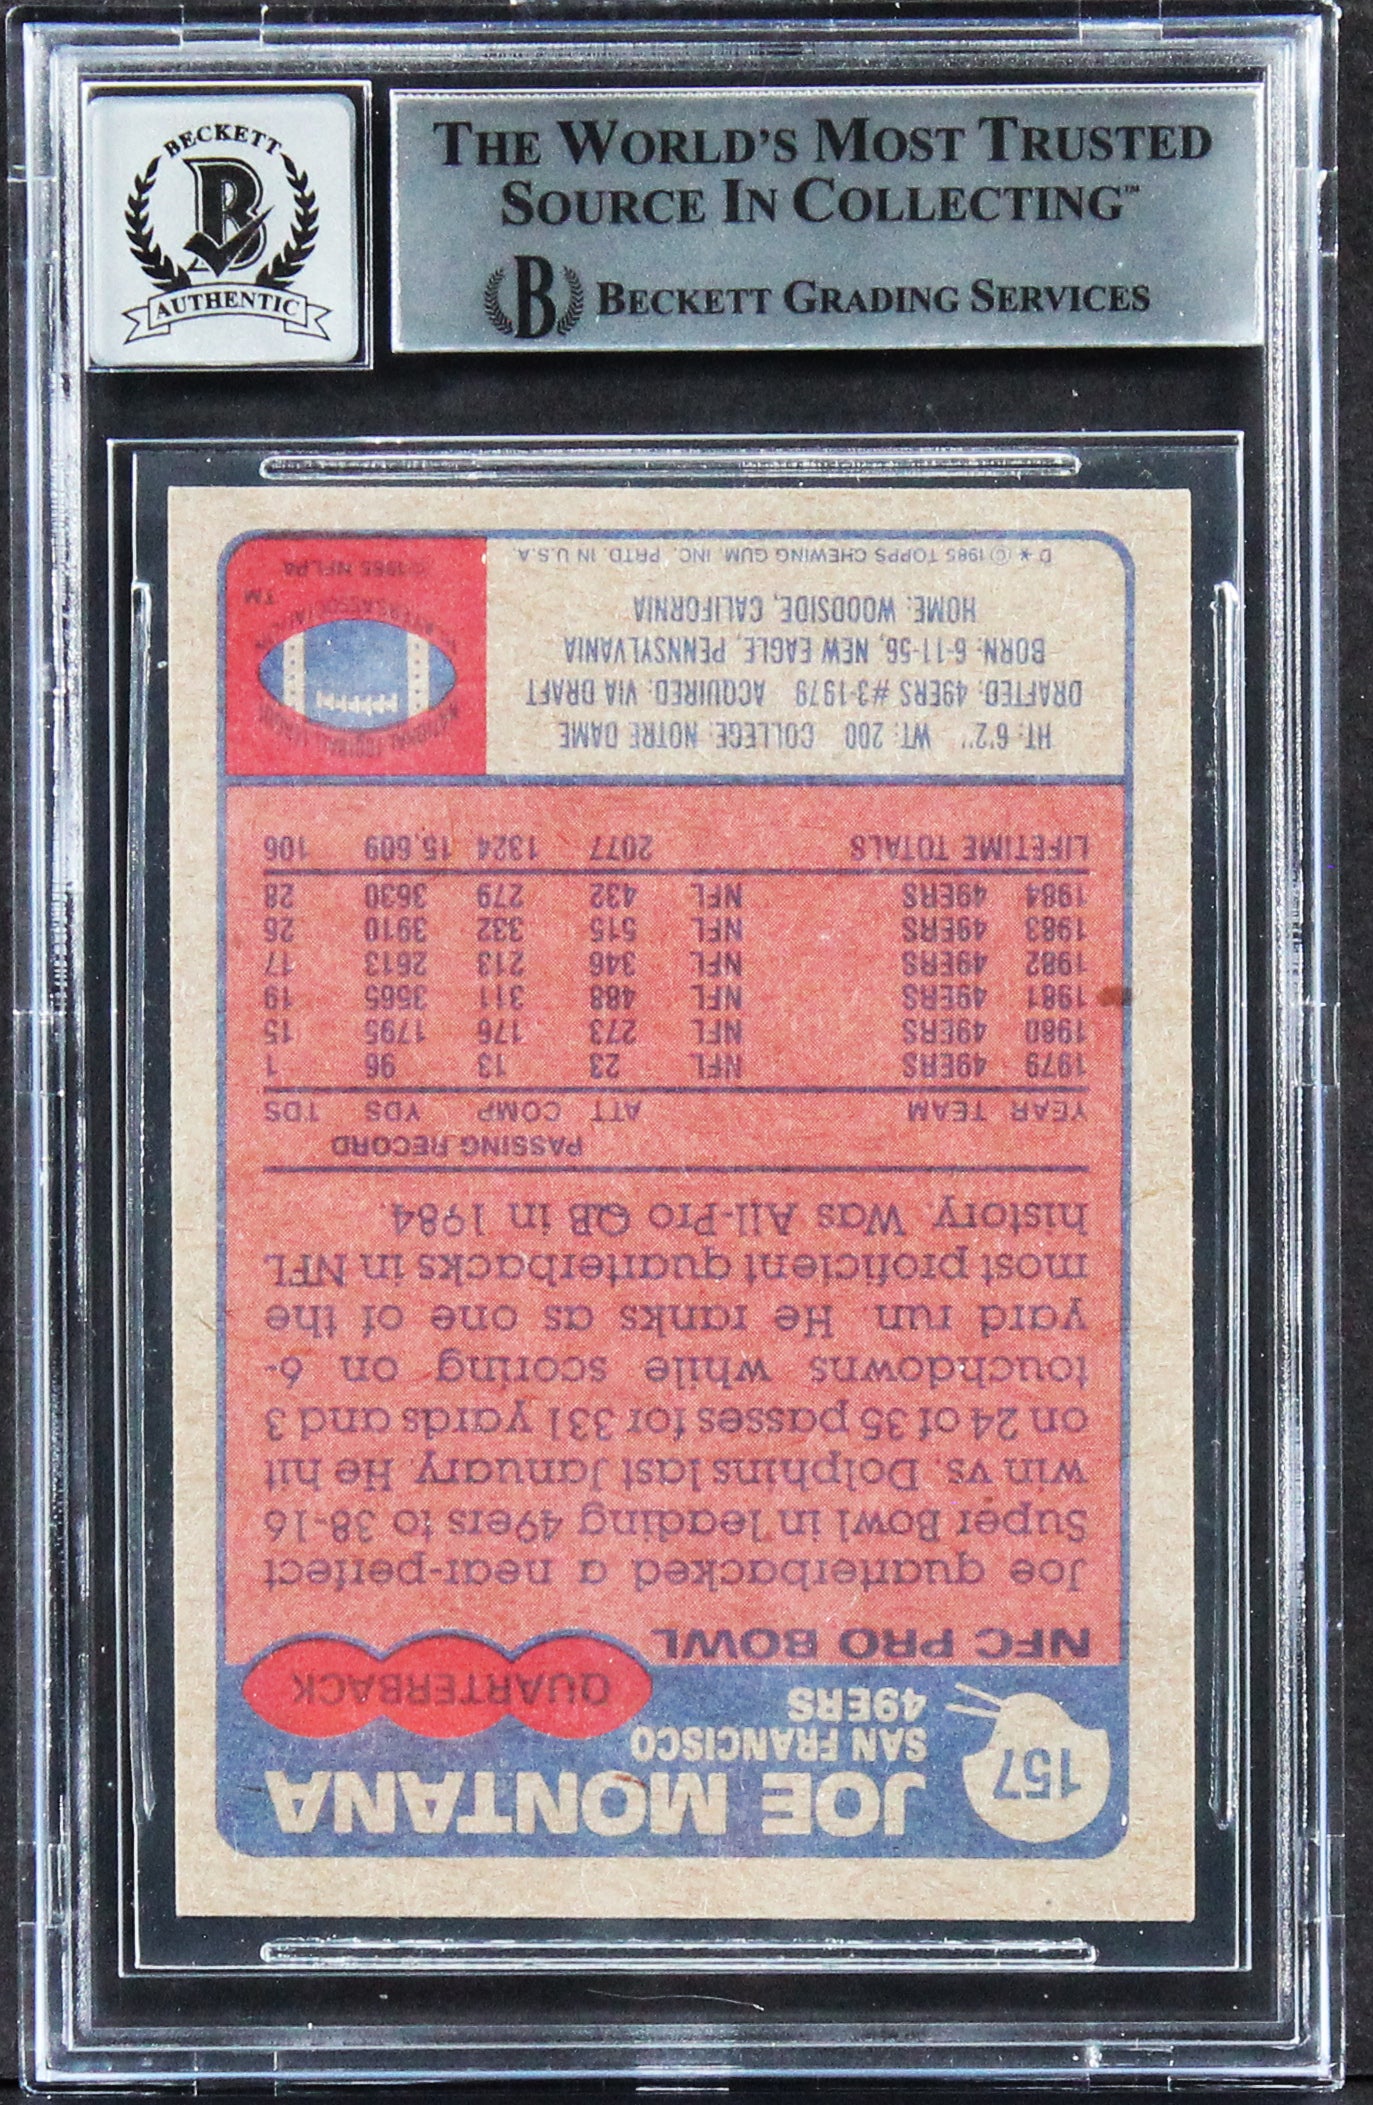 BECKETT
AUTHENTIC
THE WORLD'S MOST TRUSTED
SOURCE IN COLLECTING™
B BECKETT GRADING SERVICES
157
JOE MONTANA
SAN FRANCISCO
49ERS
QUARTERBACK
NFC PRO BOWL
Joe quarterbacked a near-perfect
Super Bowl in leading 49ers to 38-16
win vs. Dolphins last January. He hit
on 24 of 35 passes for 331 yards and 3
touchdowns while scoring on 6-
yard run. He ranks as one of the
most proficient quarterbacks in NFL
history. Was All-Pro QB in 1984.
PASSING RECORD
YEAR TEAM ATT COMP YDS TDS
1979 49ERS NFL 23 13 96 1
1980 49ERS NFL 273 176 1795 15
1981 49ERS NFL 488 311 3565 19
1982 49ERS NFL 346 213 2613 17
1983 49ERS NFL 515 332 3910 26
1984 49ERS NFL 432 279 3630 28
LIFETIME TOTALS 2077 1324 15,609 106
HT: 6'2" WT: 200 COLLEGE: NOTRE DAME
DRAFTED: 49ERS #3-1979 ACQUIRED: VIA DRAFT
BORN: 6-11-56, NEW EAGLE, PENNSYLVANIA
HOME: WOODSIDE, CALIFORNIA
D * © 1985 TOPPS CHEWING GUM, INC. PRTD. IN U.S.A.
NATIONAL FOOTBALL LEAGUE
PLAYERS ASSOCIATION
TM
© 1985 NFLPA